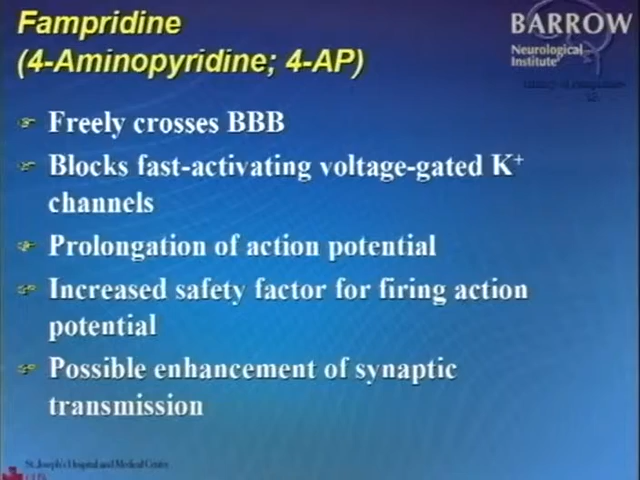 Fampridine
(4-Aminopyridine; 4-AP)
BARROW
Neurological
Institute
Freely crosses BBB
Blocks fast-activating voltage-gated K+
channels
Prolongation of action potential
Increased safety factor for firing action
potential
Possible enhancement of synaptic
transmission
St. Joseph's Hospital and Medical Center